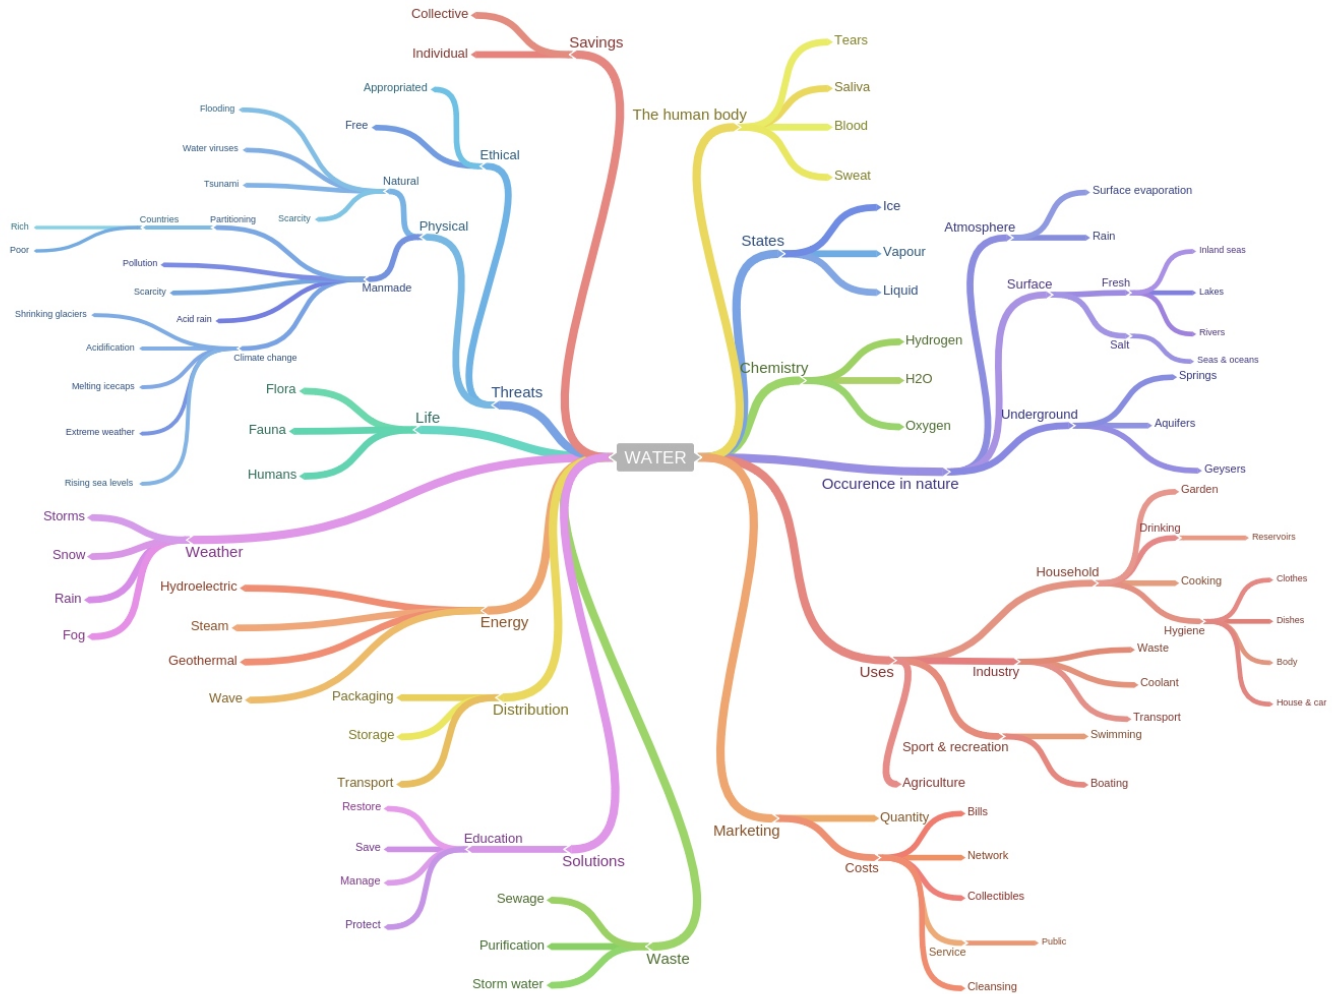 WATER
Savings
Collective
Individual
Threats
Ethical
Appropriated
Free
Physical
Natural
Flooding
Water viruses
Tsunami
Scarcity
Manmade
Partitioning
Countries
Rich
Poor
Pollution
Scarcity
Acid rain
Climate change
Shrinking glaciers
Acidification
Melting icecaps
Extreme weather
Rising sea levels
Life
Flora
Fauna
Humans
Weather
Storms
Snow
Rain
Fog
Energy
Hydroelectric
Steam
Geothermal
Wave
Distribution
Packaging
Storage
Transport
Solutions
Education
Restore
Save
Manage
Protect
Waste
Sewage
Purification
Storm water
The human body
Tears
Saliva
Blood
Sweat
States
Ice
Vapour
Liquid
Chemistry
Hydrogen
H2O
Oxygen
Occurence in nature
Atmosphere
Surface evaporation
Rain
Surface
Fresh
Inland seas
Lakes
Rivers
Salt
Seas & oceans
Underground
Springs
Aquifers
Geysers
Uses
Household
Garden
Drinking
Reservoirs
Cooking
Hygiene
Clothes
Dishes
Body
House & car
Industry
Waste
Coolant
Transport
Sport & recreation
Swimming
Boating
Agriculture
Marketing
Quantity
Costs
Bills
Network
Collectibles
Service
Public
Cleansing